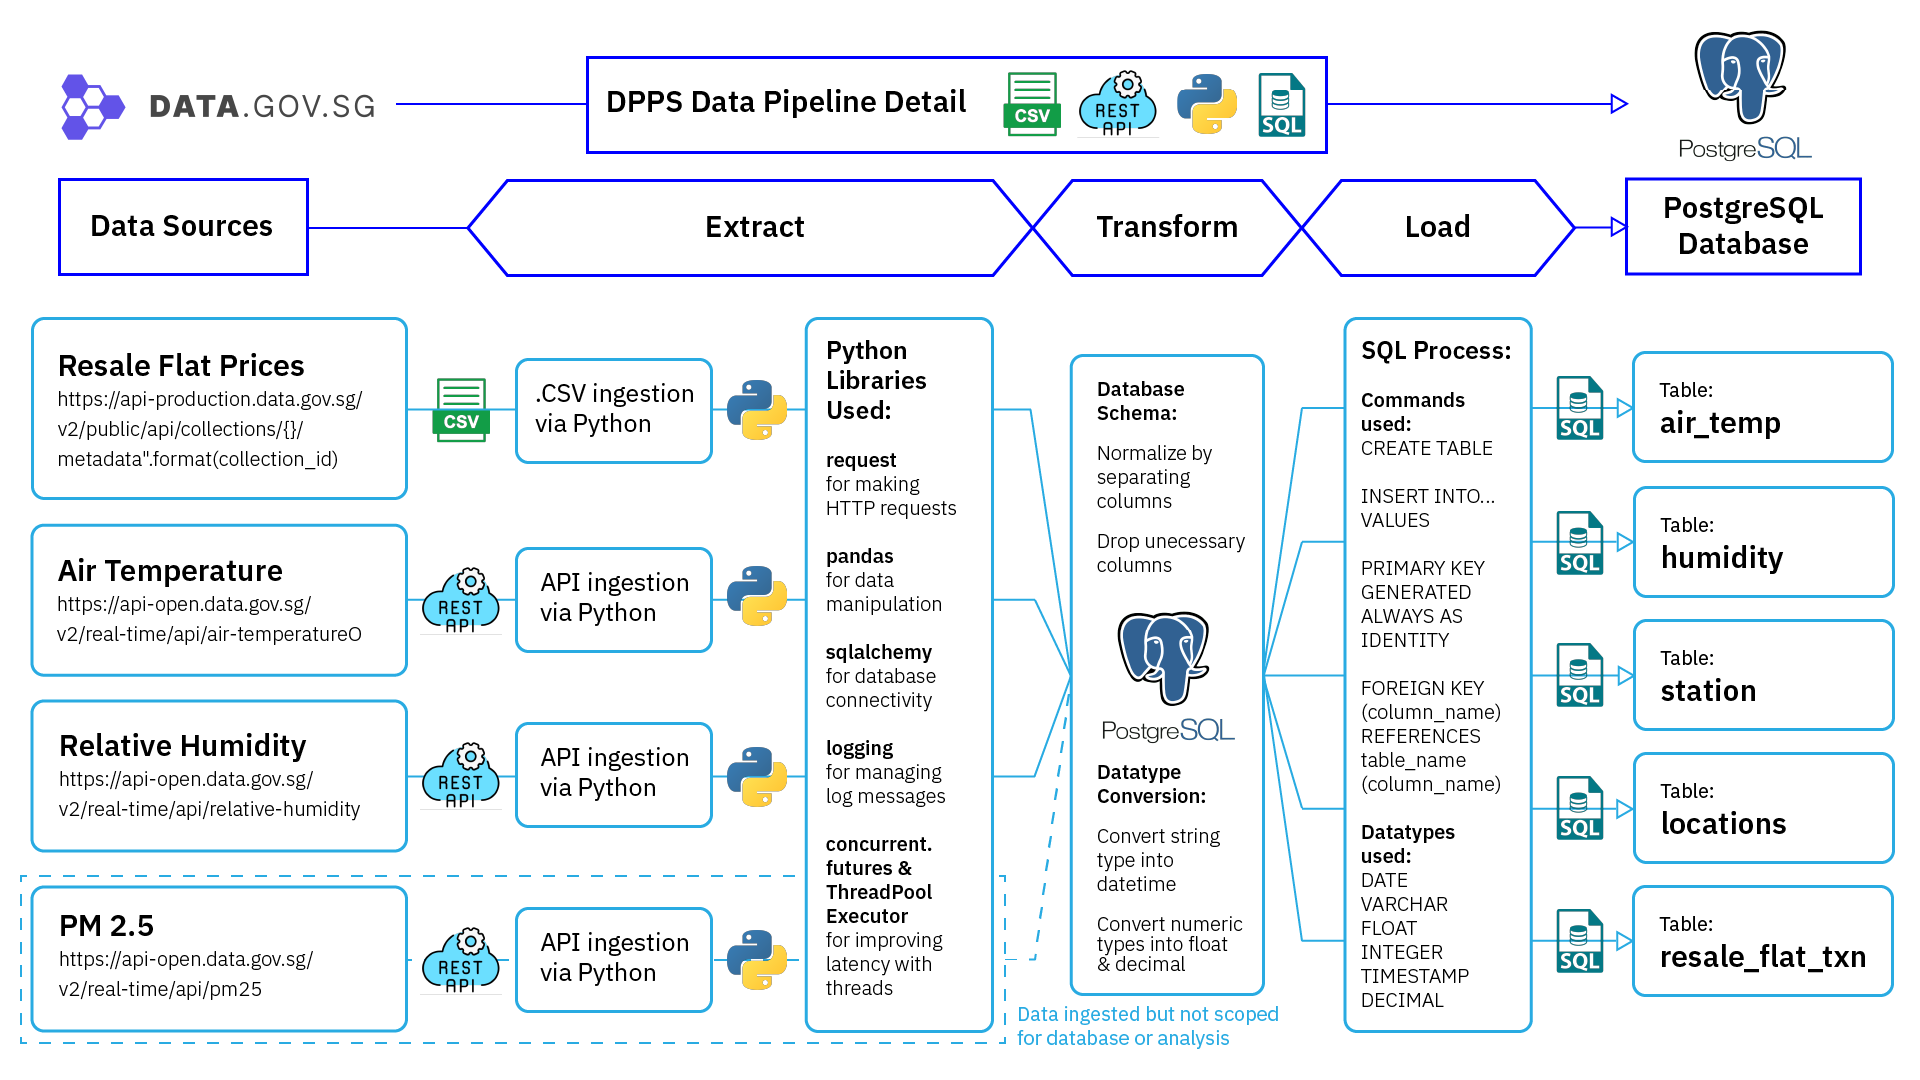 DATA.GOV.SG
DPPS Data Pipeline Detail
CSV
REST
API
SQL
PostgreSQL
Data Sources
Extract
Transform
Load
PostgreSQL
Database
Resale Flat Prices
https://api-production.data.gov.sg/
v2/public/api/collections/{}/
metadata".format(collection_id)
CSV
.CSV ingestion
via Python
Air Temperature
https://api-open.data.gov.sg/
v2/real-time/api/air-temperatureO
REST
API
API ingestion
via Python
Relative Humidity
https://api-open.data.gov.sg/
v2/real-time/api/relative-humidity
REST
API
API ingestion
via Python
PM 2.5
https://api-open.data.gov.sg/
v2/real-time/api/pm25
REST
API
API ingestion
via Python
Python
Libraries
Used:
request
for making
HTTP requests
pandas
for data
manipulation
sqlalchemy
for database
connectivity
logging
for managing
log messages
concurrent.
futures &
ThreadPool
Executor
for improving
latency with
threads
Database
Schema:
Normalize by
separating
columns
Drop unecessary
columns
PostgreSQL
Datatype
Conversion:
Convert string
type into
datetime
Convert numeric
types into float
& decimal
Data ingested but not scoped
for database or analysis
SQL Process:
Commands
used:
CREATE TABLE
INSERT INTO...
VALUES
PRIMARY KEY
GENERATED
ALWAYS AS
IDENTITY
FOREIGN KEY
(column_name)
REFERENCES
table_name
(column_name)
Datatypes
used:
DATE
VARCHAR
FLOAT
INTEGER
TIMESTAMP
DECIMAL
SQL
Table:
air_temp
SQL
Table:
humidity
SQL
Table:
station
SQL
Table:
locations
SQL
Table:
resale_flat_txn